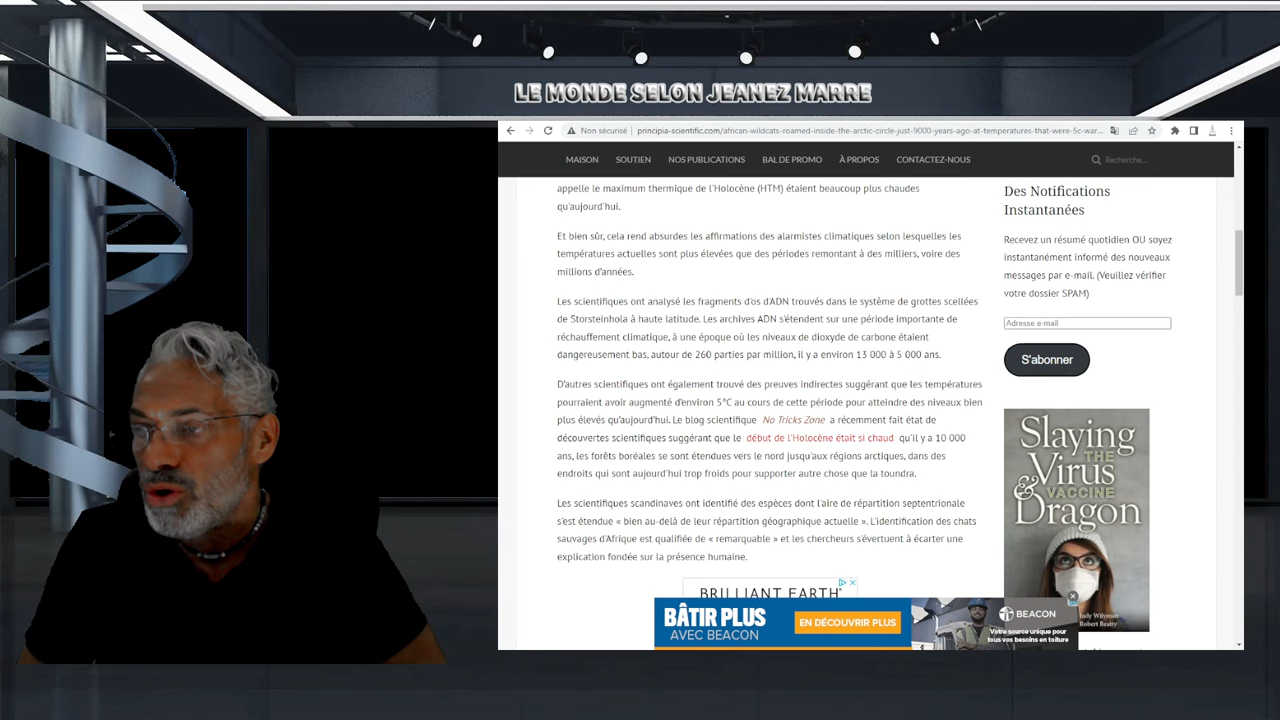 LE MONDE SELON JEANEZ MARRE
Non sécurisé | principia-scientific.com/african-wildcats-roamed-inside-the-arctic-circle-just-9000-years-ago-at-temperatures-that-were-5c-war...
MAISON SOUTIEN NOS PUBLICATIONS BAL DE PROMO À PROPOS CONTACTEZ-NOUS Recherche...
appelle le maximum thermique de l'Holocène (HTM) étaient beaucoup plus chaudes
qu'aujourd'hui.
Et bien sûr, cela rend absurdes les affirmations des alarmistes climatiques selon lesquelles les
températures actuelles sont plus élevées que des périodes remontant à des milliers, voire des
millions d'années.
Les scientifiques ont analysé les fragments d'os d'ADN trouvés dans le système de grottes scellées
de Storsteinhola à haute latitude. Les archives ADN s'étendent sur une période importante de
réchauffement climatique, à une époque où les niveaux de dioxyde de carbone étaient
dangereusement bas, autour de 260 parties par million, il y a environ 13 000 à 5 000 ans.
D'autres scientifiques ont également trouvé des preuves indirectes suggérant que les températures
pourraient avoir augmenté d'environ 5°C au cours de cette période pour atteindre des niveaux bien
plus élevés qu'aujourd'hui. Le blog scientifique No Tricks Zone a récemment fait état de
découvertes scientifiques suggérant que le début de l'Holocène était si chaud qu'il y a 10 000
ans, les forêts boréales se sont étendues vers le nord jusqu'aux régions arctiques, dans des
endroits qui sont aujourd'hui trop froids pour supporter autre chose que la toundra.
Les scientifiques scandinaves ont identifié des espèces dont l'aire de répartition septentrionale
s'est étendue « bien au-delà de leur répartition géographique actuelle ». L'identification des chats
sauvages d'Afrique est qualifiée de « remarquable » et les chercheurs s'évertuent à écarter une
explication fondée sur la présence humaine.
Des Notifications
Instantanées
Recevez un résumé quotidien OU soyez
instantanément informé des nouveaux
messages par e-mail. (Veuillez vérifier
votre dossier SPAM)
Adresse e-mail
S'abonner
Slaying
THE
Virus
& VACCINE
Dragon
Judy Wilyman
Robert Beatty
BRILLIANT EARTH
BÂTIR PLUS
AVEC BEACON
EN DÉCOUVRIR PLUS
BEACON
Votre source unique pour
tous vos besoins en toiture